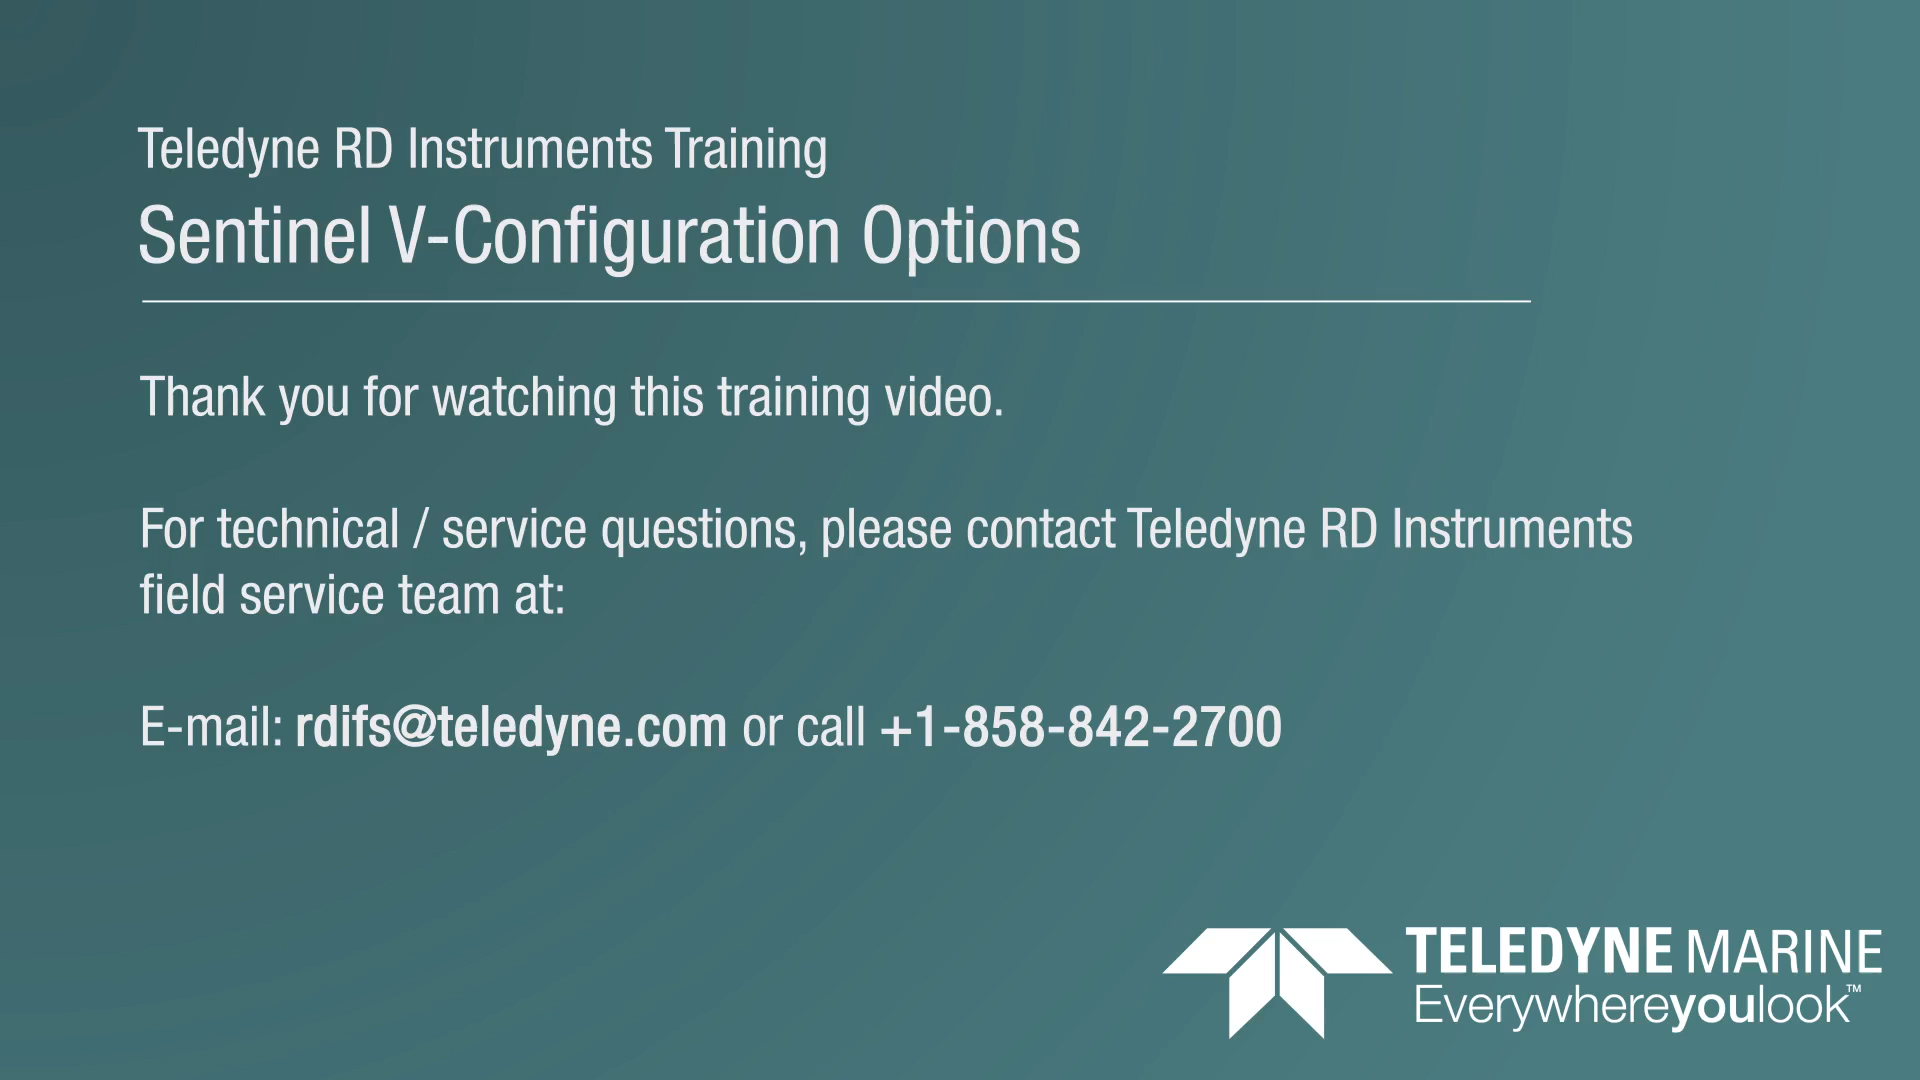 Teledyne RD Instruments Training
Sentinel V-Configuration Options
Thank you for watching this training video.
For technical / service questions, please contact Teledyne RD Instruments
field service team at:
E-mail: rdifs@teledyne.com or call +1-858-842-2700
TELEDYNE MARINE
Everywhereyoulook™